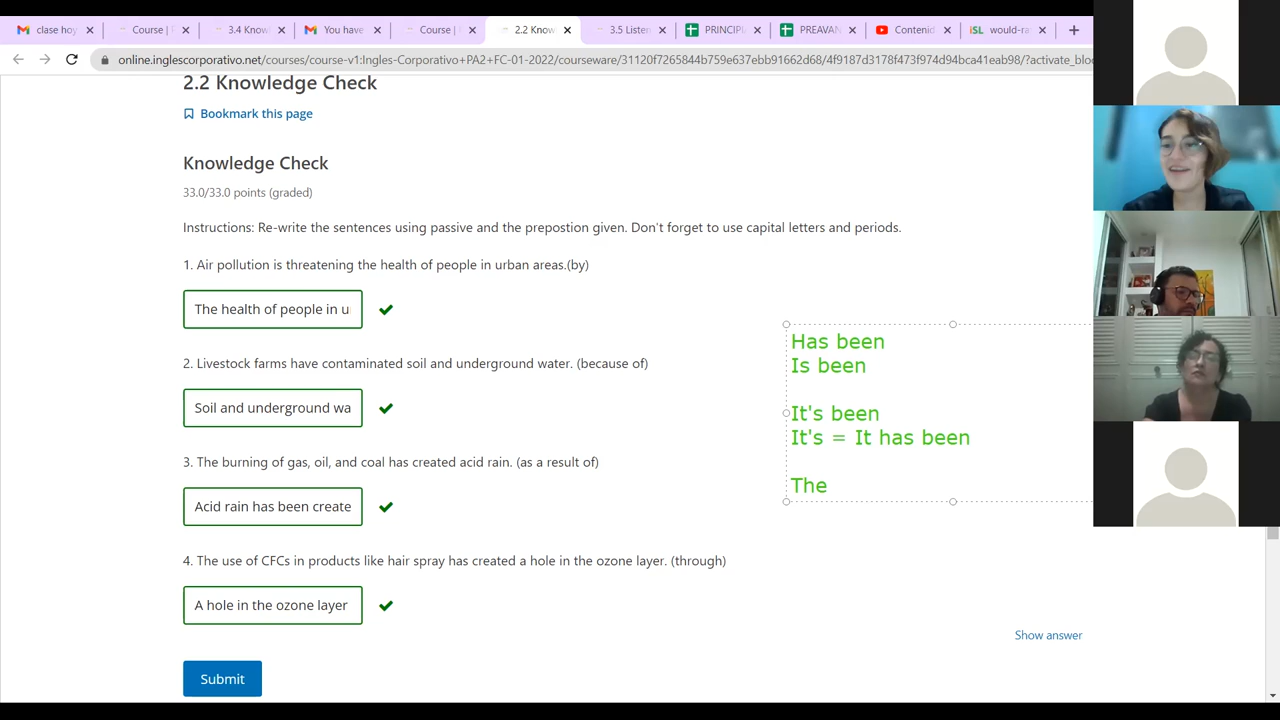 clase hoy
Course |
3.4 Know
You have
Course |
2.2 Know
3.5 Listen
PRINCIPI
PREAVAN
Contenid
iSL would-ra
online.inglescorporativo.net/courses/course-v1:Ingles-Corporativo+PA2+FC-01-2022/courseware/31120f7265844b759e637ebb91662d68/4f9187d3178f473f974d94bca41eab98/?activate_blo
2.2 Knowledge Check
Bookmark this page
Knowledge Check
33.0/33.0 points (graded)
Instructions: Re-write the sentences using passive and the prepostion given. Don't forget to use capital letters and periods.
1. Air pollution is threatening the health of people in urban areas.(by)
The health of people in u
2. Livestock farms have contaminated soil and underground water. (because of)
Soil and underground wa
3. The burning of gas, oil, and coal has created acid rain. (as a result of)
Acid rain has been create
4. The use of CFCs in products like hair spray has created a hole in the ozone layer. (through)
A hole in the ozone layer
Show answer
Submit
Has been
Is been
It's been
It's = It has been
The